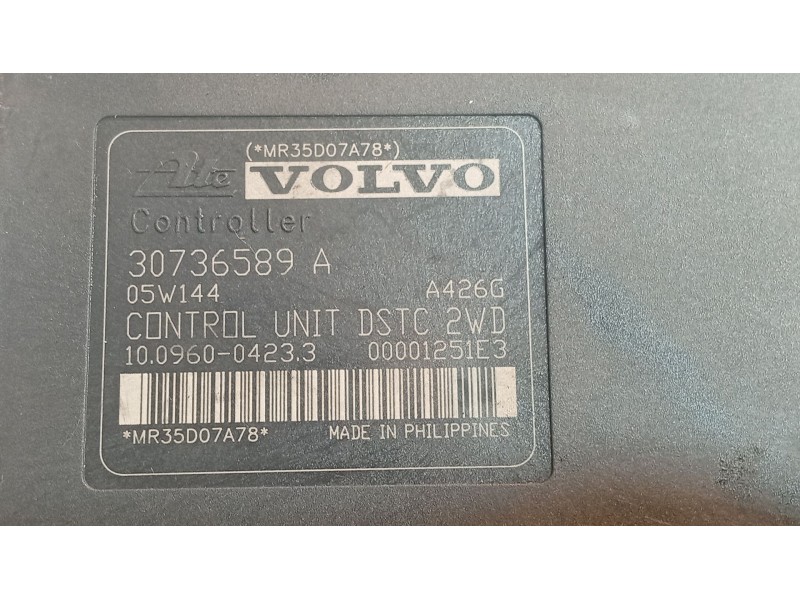 (*MR35D07A78*)
Ate VOLVO
Controller
30736589 A
05W144 A426G
CONTROL UNIT DSTC 2WD
10.0960-0423.3 00001251E3
*MR35D07A78* MADE IN PHILIPPINES